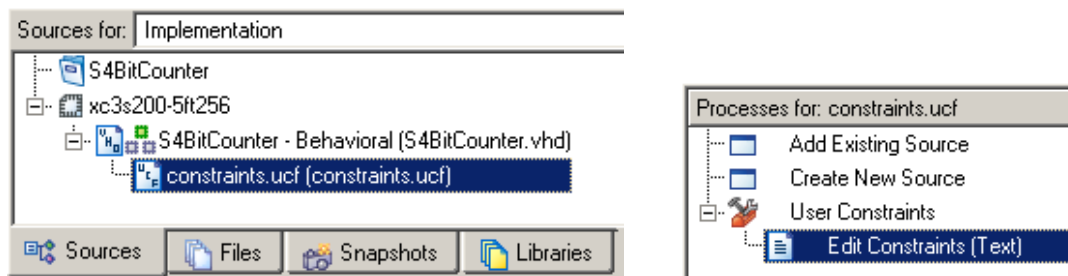 Sources for: Implementation
S4BitCounter
xc3s200-5ft256
S4BitCounter - Behavioral (S4BitCounter.vhd)
constraints.ucf (constraints.ucf)
Sources Files Snapshots Libraries
Processes for: constraints.ucf
Add Existing Source
Create New Source
User Constraints
Edit Constraints (Text)